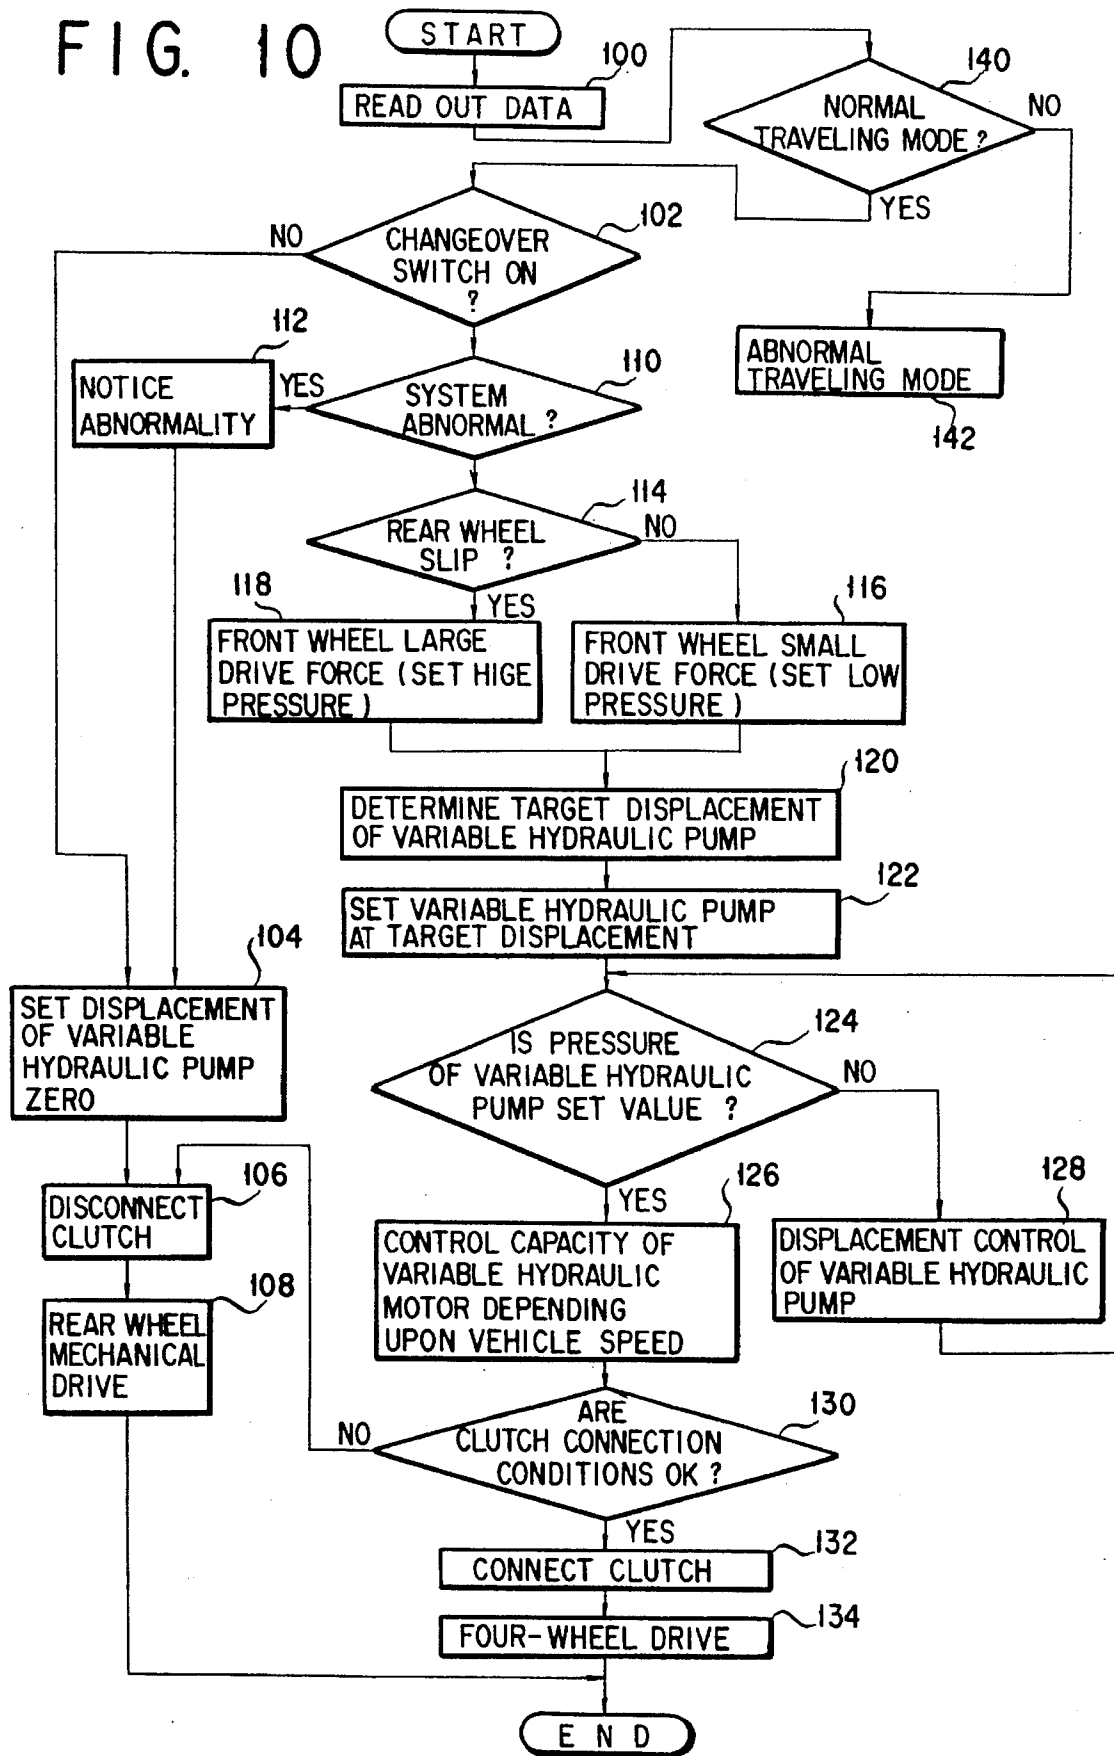 FIG. 10
START
100
READ OUT DATA
140
NORMAL
TRAVELING MODE?
NO
YES
102
NO
CHANGEOVER
SWITCH ON
?
112
NOTICE
ABNORMALITY
YES
110
SYSTEM
ABNORMAL ?
ABNORMAL
TRAVELING MODE
142
114
REAR WHEEL
SLIP ?
NO
118
YES
116
FRONT WHEEL LARGE
DRIVE FORCE (SET HIGE
PRESSURE)
FRONT WHEEL SMALL
DRIVE FORCE (SET LOW
PRESSURE)
120
DETERMINE TARGET DISPLACEMENT
OF VARIABLE HYDRAULIC PUMP
122
SET VARIABLE HYDRAULIC PUMP
AT TARGET DISPLACEMENT
104
SET DISPLACEMENT
OF VARIABLE
HYDRAULIC PUMP
ZERO
124
IS PRESSURE
OF VARIABLE HYDRAULIC
PUMP SET VALUE ?
NO
YES
106
DISCONNECT
CLUTCH
126
CONTROL CAPACITY OF
VARIABLE HYDRAULIC
MOTOR DEPENDING
UPON VEHICLE SPEED
128
DISPLACEMENT CONTROL
OF VARIABLE HYDRAULIC
PUMP
108
REAR WHEEL
MECHANICAL
DRIVE
130
NO
ARE
CLUTCH CONNECTION
CONDITIONS OK ?
YES
132
CONNECT CLUTCH
134
FOUR-WHEEL DRIVE
END